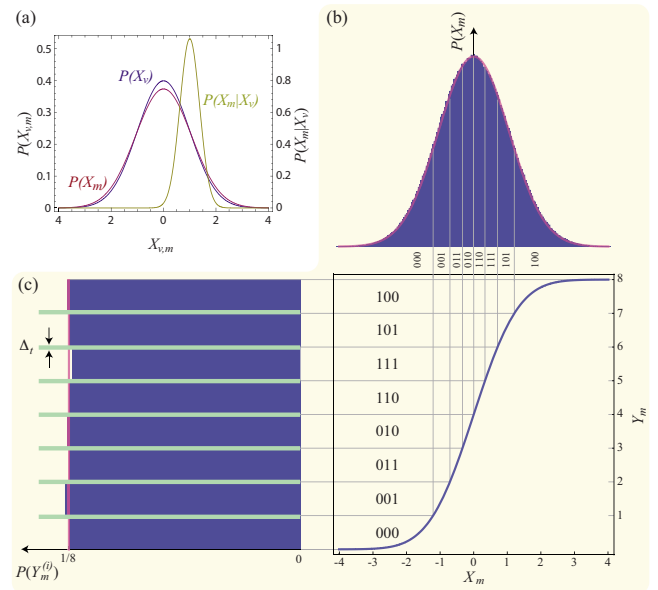 (a)
0.5
0.4
0.3
0.2
0.1
0
P(X_{v,m})
P(X_v)
P(X_m|X_v)
P(X_m)
1
0.8
0.6
0.4
0.2
0
P(X_m|X_v)
4 2 0 2 4
X_{v,m}
(b)
P(X_m)
000 001 011 010 110 111 101 100
(c)
Δ_t
1/8 0
P(Y_m^{(i)})
100
101
111
110
010
011
001
000
8
7
6
5
4
3
2
1
Y_m
-4 -3 -2 -1 0 1 2 3 4
X_m